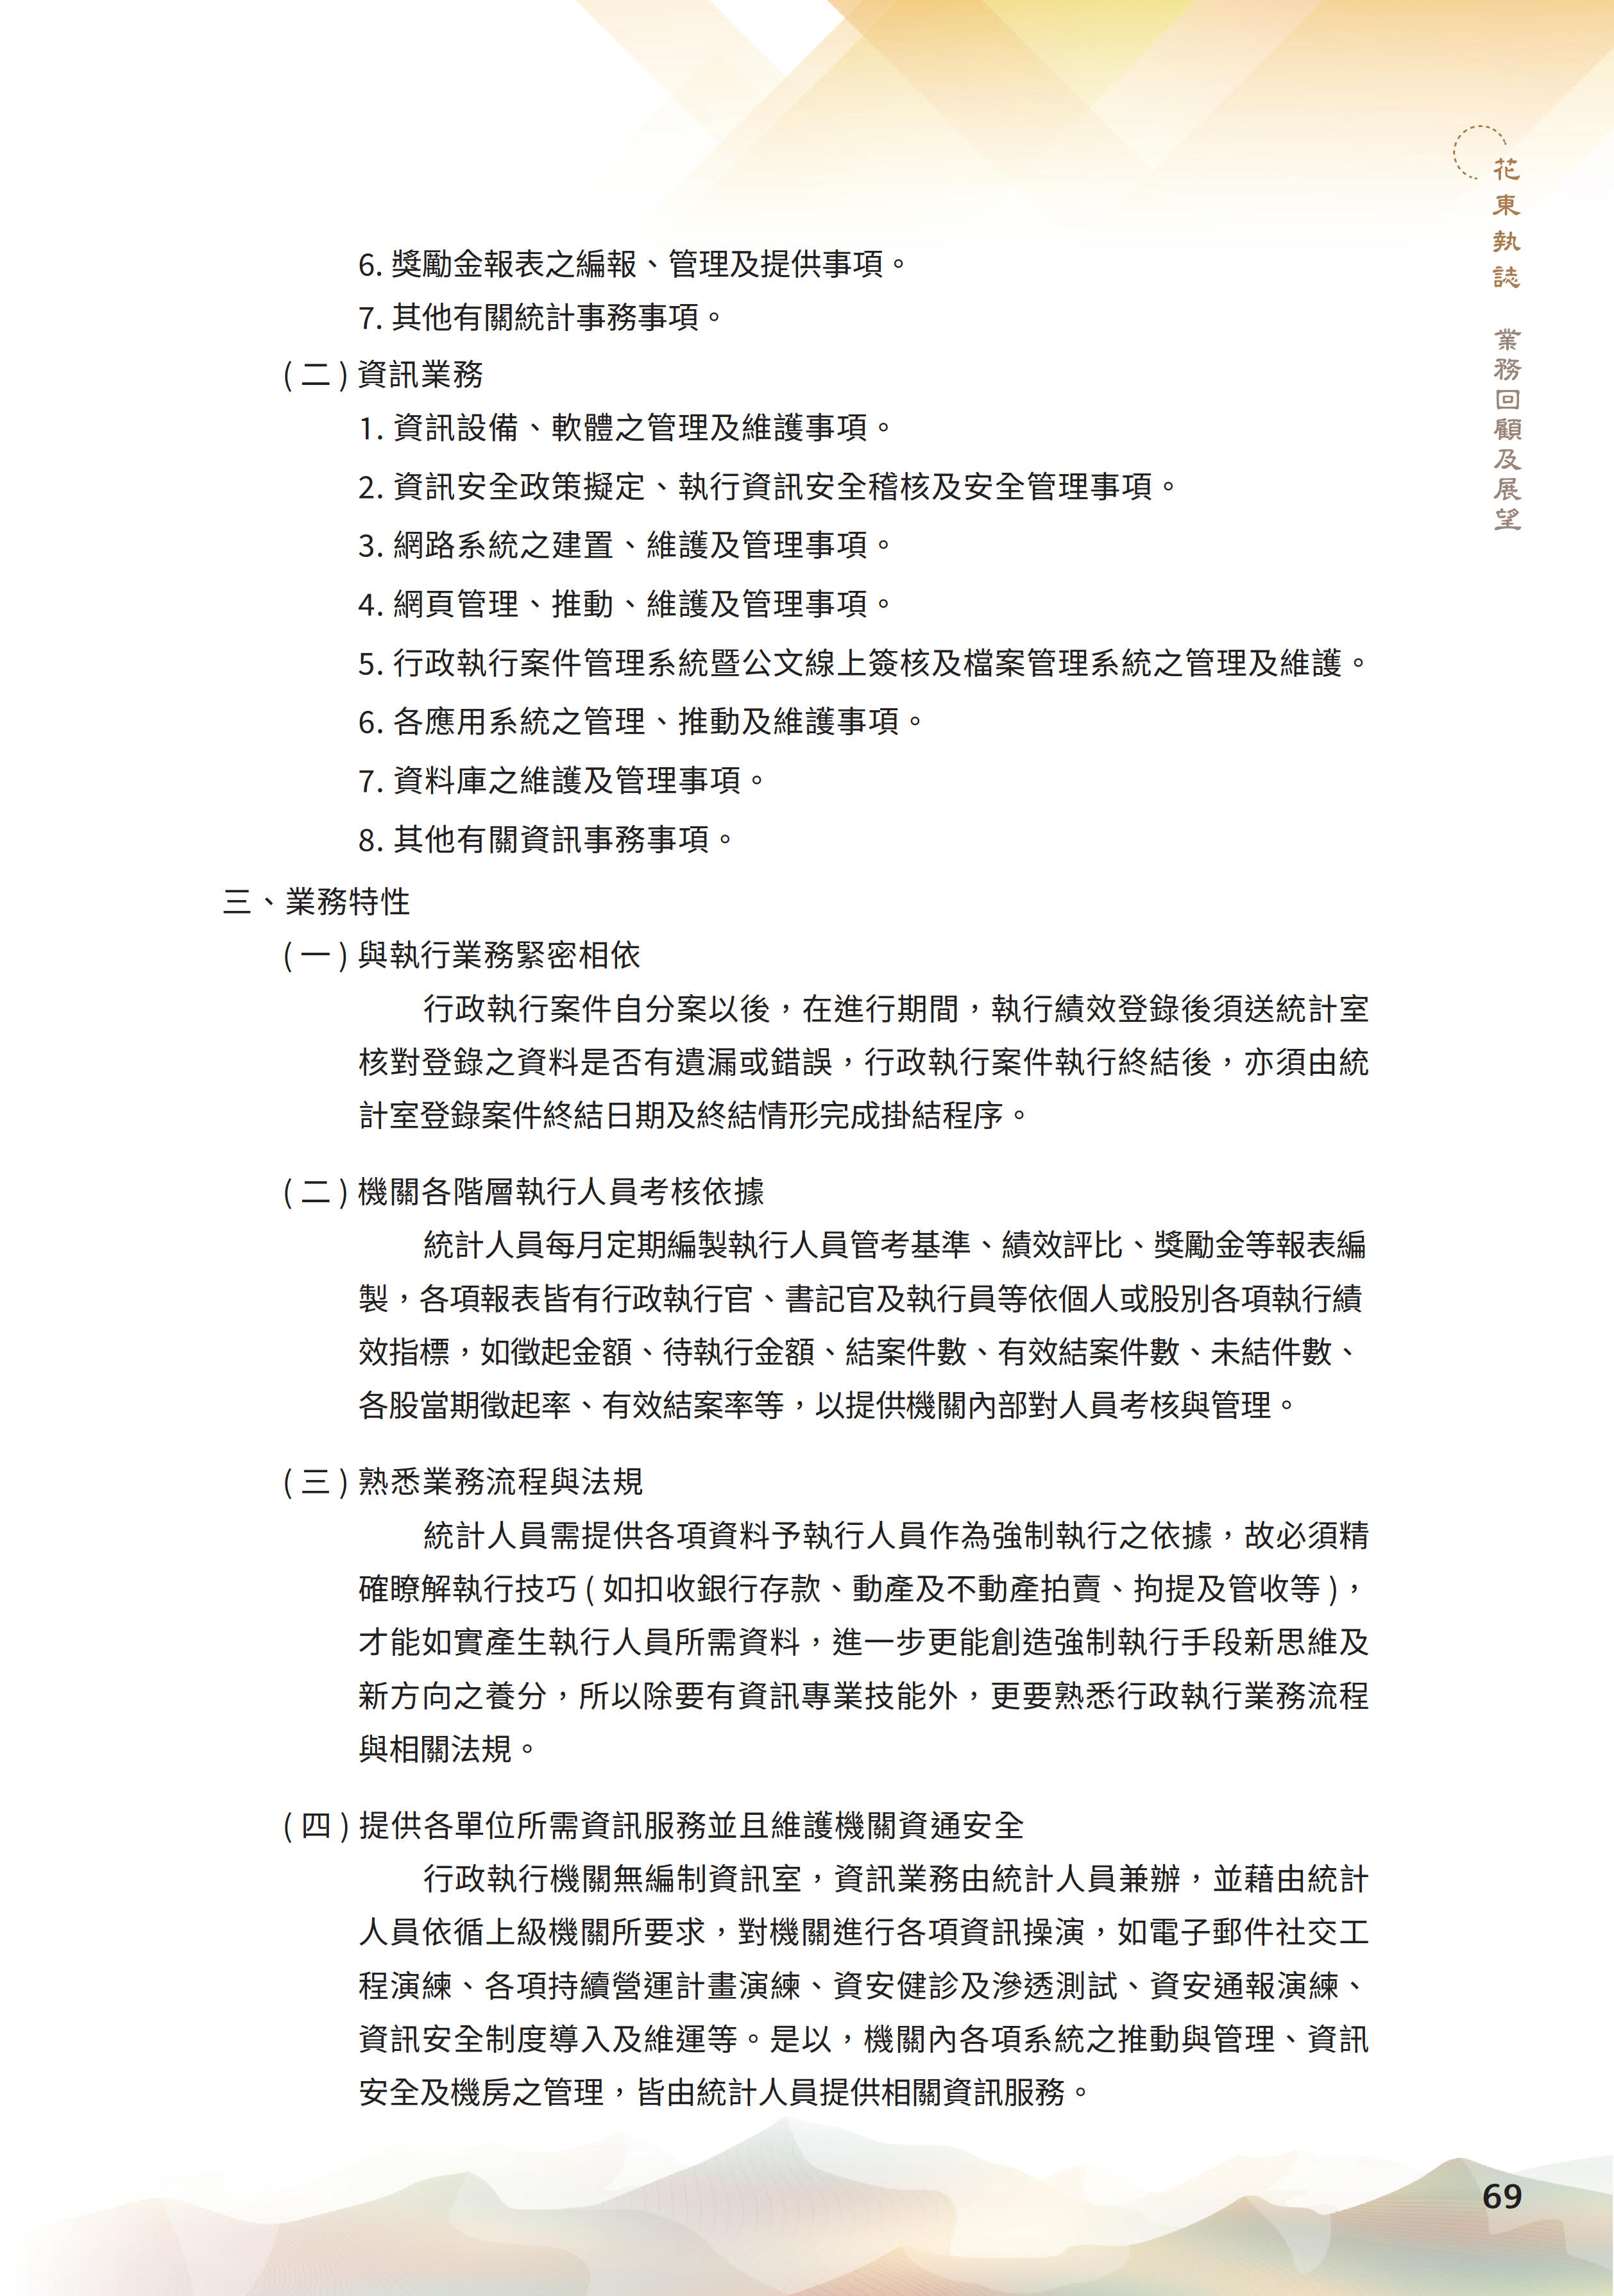 花東執誌 業務回顧及展望
6. 獎勵金報表之編報、管理及提供事項。
7. 其他有關統計事務事項。
( 二 ) 資訊業務
1. 資訊設備、軟體之管理及維護事項。
2. 資訊安全政策擬定、執行資訊安全稽核及安全管理事項。
3. 網路系統之建置、維護及管理事項。
4. 網頁管理、推動、維護及管理事項。
5. 行政執行案件管理系統暨公文線上簽核及檔案管理系統之管理及維護。
6. 各應用系統之管理、推動及維護事項。
7. 資料庫之維護及管理事項。
8. 其他有關資訊事務事項。
三、業務特性
( 一 ) 與執行業務緊密相依
行政執行案件自分案以後，在進行期間，執行績效登錄後須送統計室
核對登錄之資料是否有遺漏或錯誤，行政執行案件執行終結後，亦須由統
計室登錄案件終結日期及終結情形完成掛結程序。
( 二 ) 機關各階層執行人員考核依據
統計人員每月定期編製執行人員管考基準、績效評比、獎勵金等報表編
製，各項報表皆有行政執行官、書記官及執行員等依個人或股別各項執行績
效指標，如徵起金額、待執行金額、結案件數、有效結案件數、未結件數、
各股當期徵起率、有效結案率等，以提供機關內部對人員考核與管理。
( 三 ) 熟悉業務流程與法規
統計人員需提供各項資料予執行人員作為強制執行之依據，故必須精
確瞭解執行技巧 ( 如扣收銀行存款、動產及不動產拍賣、拘提及管收等 )，
才能如實產生執行人員所需資料，進一步更能創造強制執行手段新思維及
新方向之養分，所以除要有資訊專業技能外，更要熟悉行政執行業務流程
與相關法規。
( 四 ) 提供各單位所需資訊服務並且維護機關資通安全
行政執行機關無編制資訊室，資訊業務由統計人員兼辦，並藉由統計
人員依循上級機關所要求，對機關進行各項資訊操演，如電子郵件社交工
程演練、各項持續營運計畫演練、資安健診及滲透測試、資安通報演練、
資訊安全制度導入及維運等。是以，機關內各項系統之推動與管理、資訊
安全及機房之管理，皆由統計人員提供相關資訊服務。
69